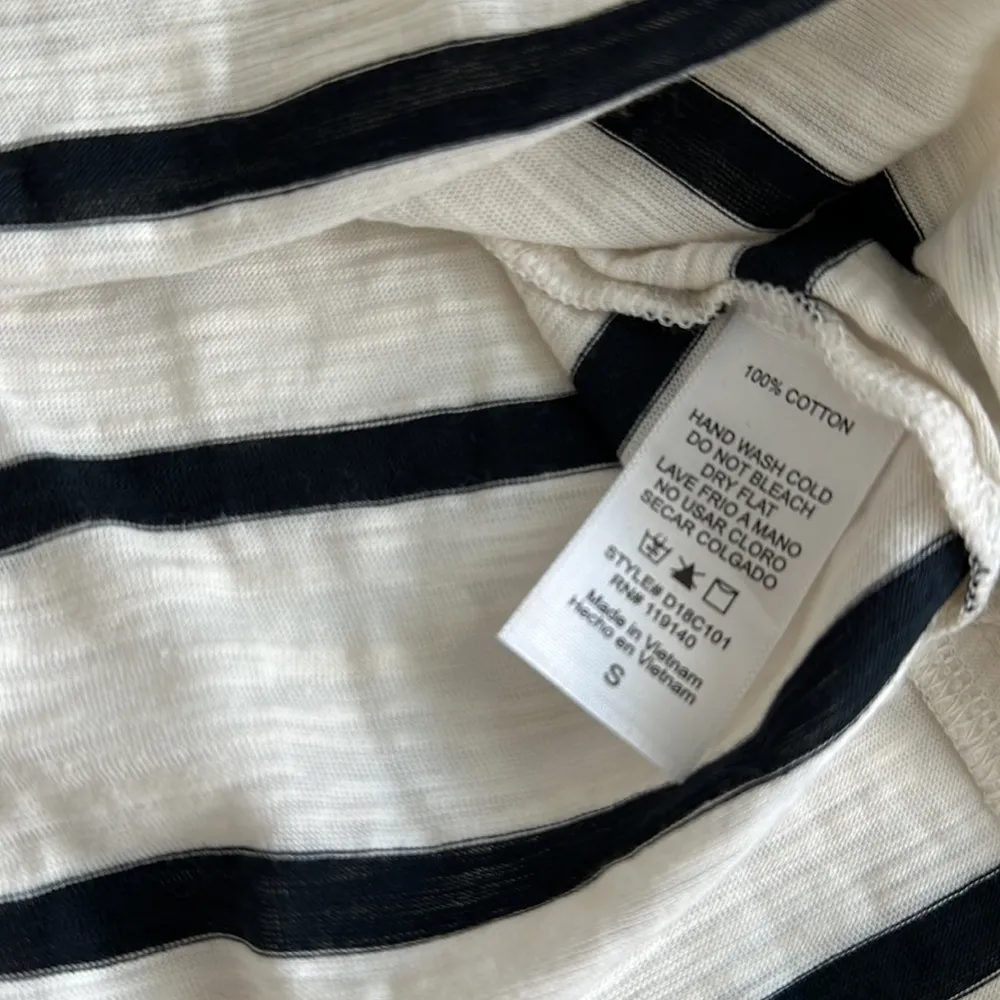 100% COTTON
HAND WASH COLD
DO NOT BLEACH
DRY FLAT
LAVE FRIO A MANO
NO USAR CLORO
SECAR COLGADO
STYLE# D18C101
RN# 119140
Made in Vietnam
Hecho en Vietnam
S